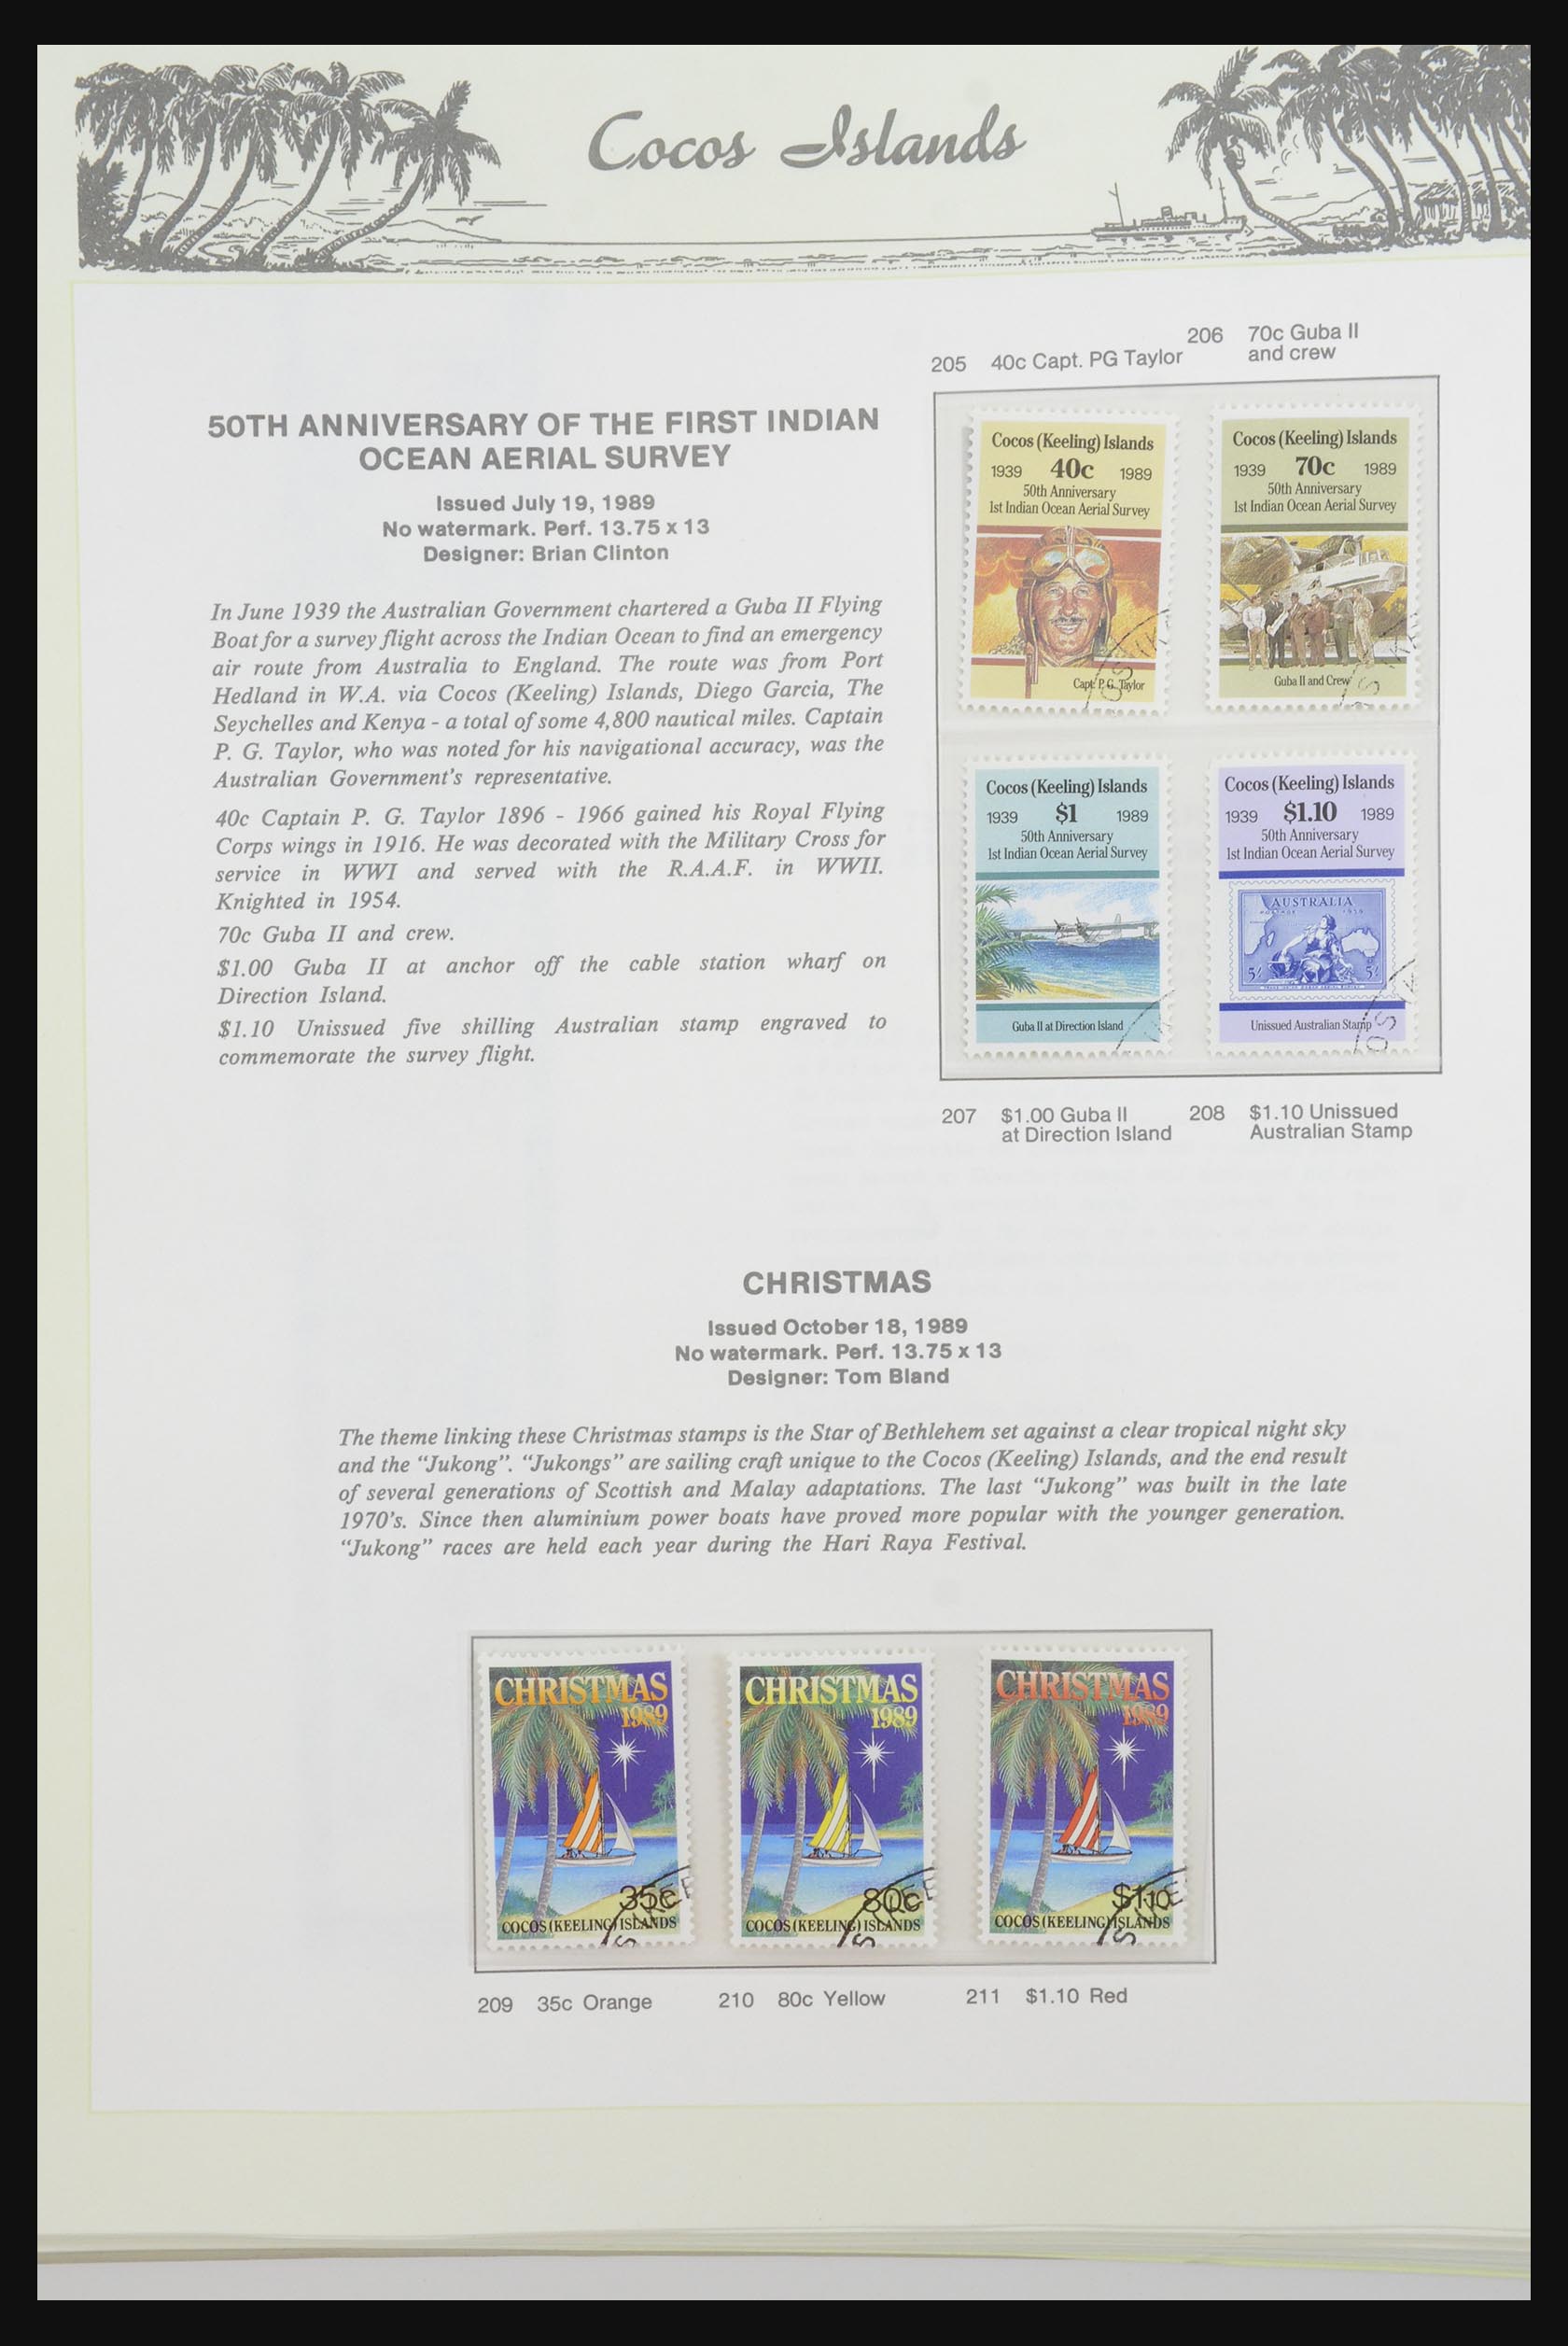 Cocos Islands
205 40c Capt. PG Taylor
206 70c Guba II
and crew
50TH ANNIVERSARY OF THE FIRST INDIAN
OCEAN AERIAL SURVEY
Issued July 19, 1989
No watermark. Perf. 13.75 x 13
Designer: Brian Clinton
In June 1939 the Australian Government chartered a Guba II Flying
Boat for a survey flight across the Indian Ocean to find an emergency
air route from Australia to England. The route was from Port
Hedland in W.A. via Cocos (Keeling) Islands, Diego Garcia, The
Seychelles and Kenya - a total of some 4,800 nautical miles. Captain
P. G. Taylor, who was noted for his navigational accuracy, was the
Australian Government's representative.
40c Captain P. G. Taylor 1896 - 1966 gained his Royal Flying
Corps wings in 1916. He was decorated with the Military Cross for
service in WWI and served with the R.A.A.F. in WWII.
Knighted in 1954.
70c Guba II and crew.
$1.00 Guba II at anchor off the cable station wharf on
Direction Island.
$1.10 Unissued five shilling Australian stamp engraved to
commemorate the survey flight.
Cocos (Keeling) Islands
1939 40c 1989
50th Anniversary
1st Indian Ocean Aerial Survey
Capt. P. G. Taylor
Cocos (Keeling) Islands
1939 70c 1989
50th Anniversary
1st Indian Ocean Aerial Survey
Guba II and Crew
Cocos (Keeling) Islands
1939 $1 1989
50th Anniversary
1st Indian Ocean Aerial Survey
Guba II at Direction Island
Cocos (Keeling) Islands
1939 $1.10 1989
50th Anniversary
1st Indian Ocean Aerial Survey
AUSTRALIA
5/- 5/-
Unissued Australian Stamp
207 $1.00 Guba II
at Direction Island
208 $1.10 Unissued
Australian Stamp
CHRISTMAS
Issued October 18, 1989
No watermark. Perf. 13.75 x 13
Designer: Tom Bland
The theme linking these Christmas stamps is the Star of Bethlehem set against a clear tropical night sky
and the “Jukong”. “Jukongs” are sailing craft unique to the Cocos (Keeling) Islands, and the end result
of several generations of Scottish and Malay adaptations. The last “Jukong” was built in the late
1970's. Since then aluminium power boats have proved more popular with the younger generation.
“Jukong” races are held each year during the Hari Raya Festival.
CHRISTMAS
1989
35c
COCOS (KEELING) ISLANDS
CHRISTMAS
1989
80c
COCOS (KEELING) ISLANDS
CHRISTMAS
1989
$1.10
COCOS (KEELING) ISLANDS
209 35c Orange
210 80c Yellow
211 $1.10 Red